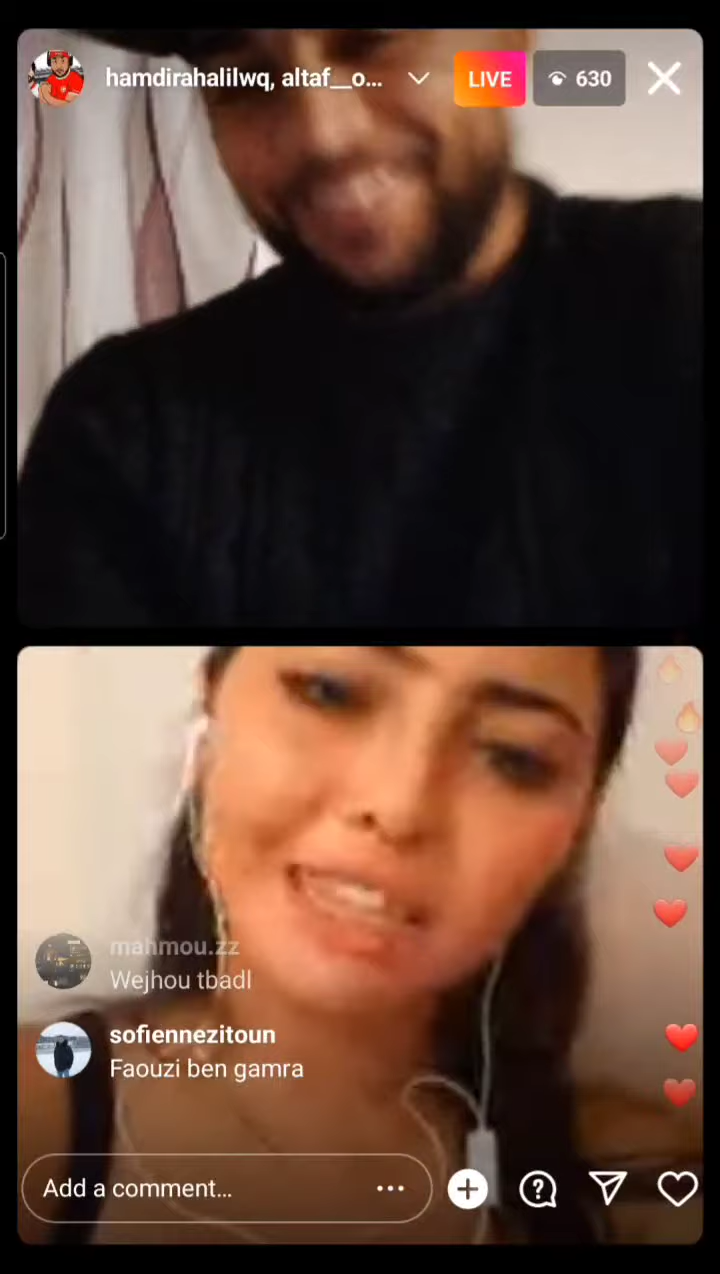 hamdirahalilwq, altaf__o...
LIVE
630
mahmou.zz
Wejhou tbadl
sofiennezitoun
Faouzi ben gamra
Add a comment...